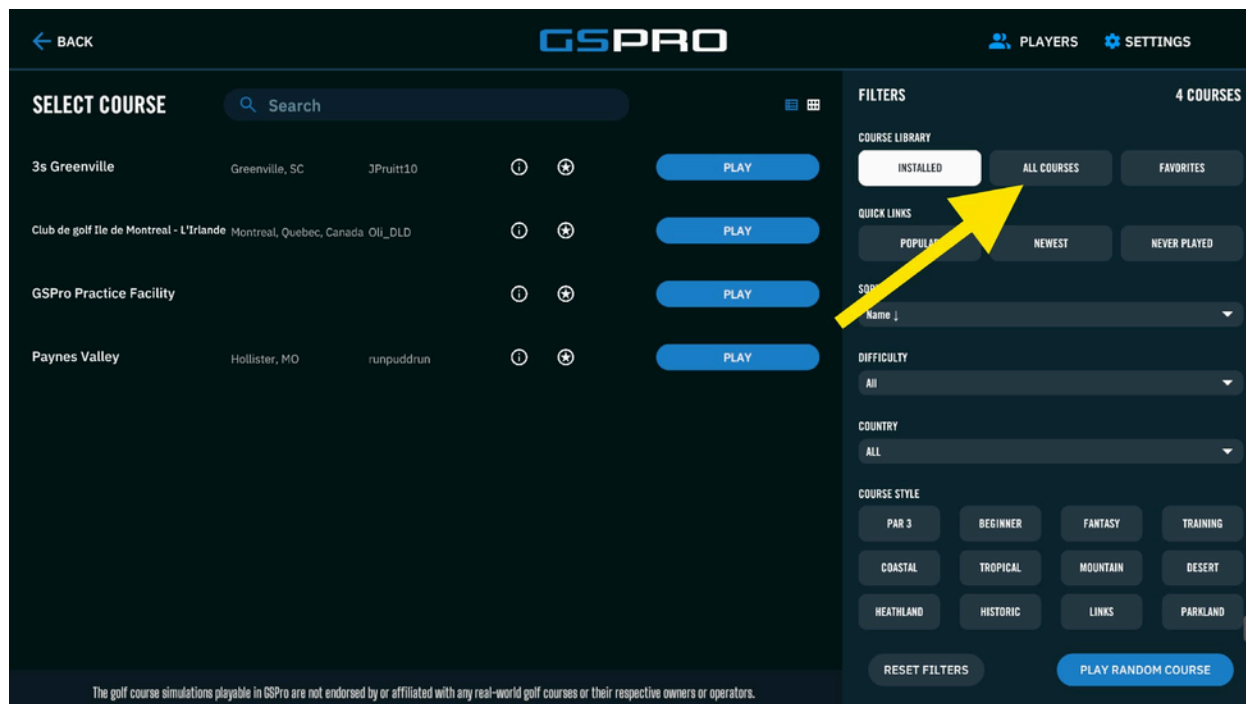 BACK
GSPRO
PLAYERS
SETTINGS
SELECT COURSE
Search
3s Greenville Greenville, SC JPruitt10 PLAY
Club de golf Ile de Montreal - L'Irlande Montreal, Quebec, Canada Oli_DLD PLAY
GSPro Practice Facility PLAY
Paynes Valley Hollister, MO runpuddrun PLAY
The golf course simulations playable in GSPro are not endorsed by or affiliated with any real-world golf courses or their respective owners or operators.
FILTERS 4 COURSES
COURSE LIBRARY
INSTALLED ALL COURSES FAVORITES
QUICK LINKS
NEWEST NEVER PLAYED
Name ↓
DIFFICULTY
All
COUNTRY
ALL
COURSE STYLE
PAR 3 BEGINNER FANTASY TRAINING
COASTAL TROPICAL MOUNTAIN DESERT
HEATHLAND HISTORIC LINKS PARKLAND
RESET FILTERS PLAY RANDOM COURSE